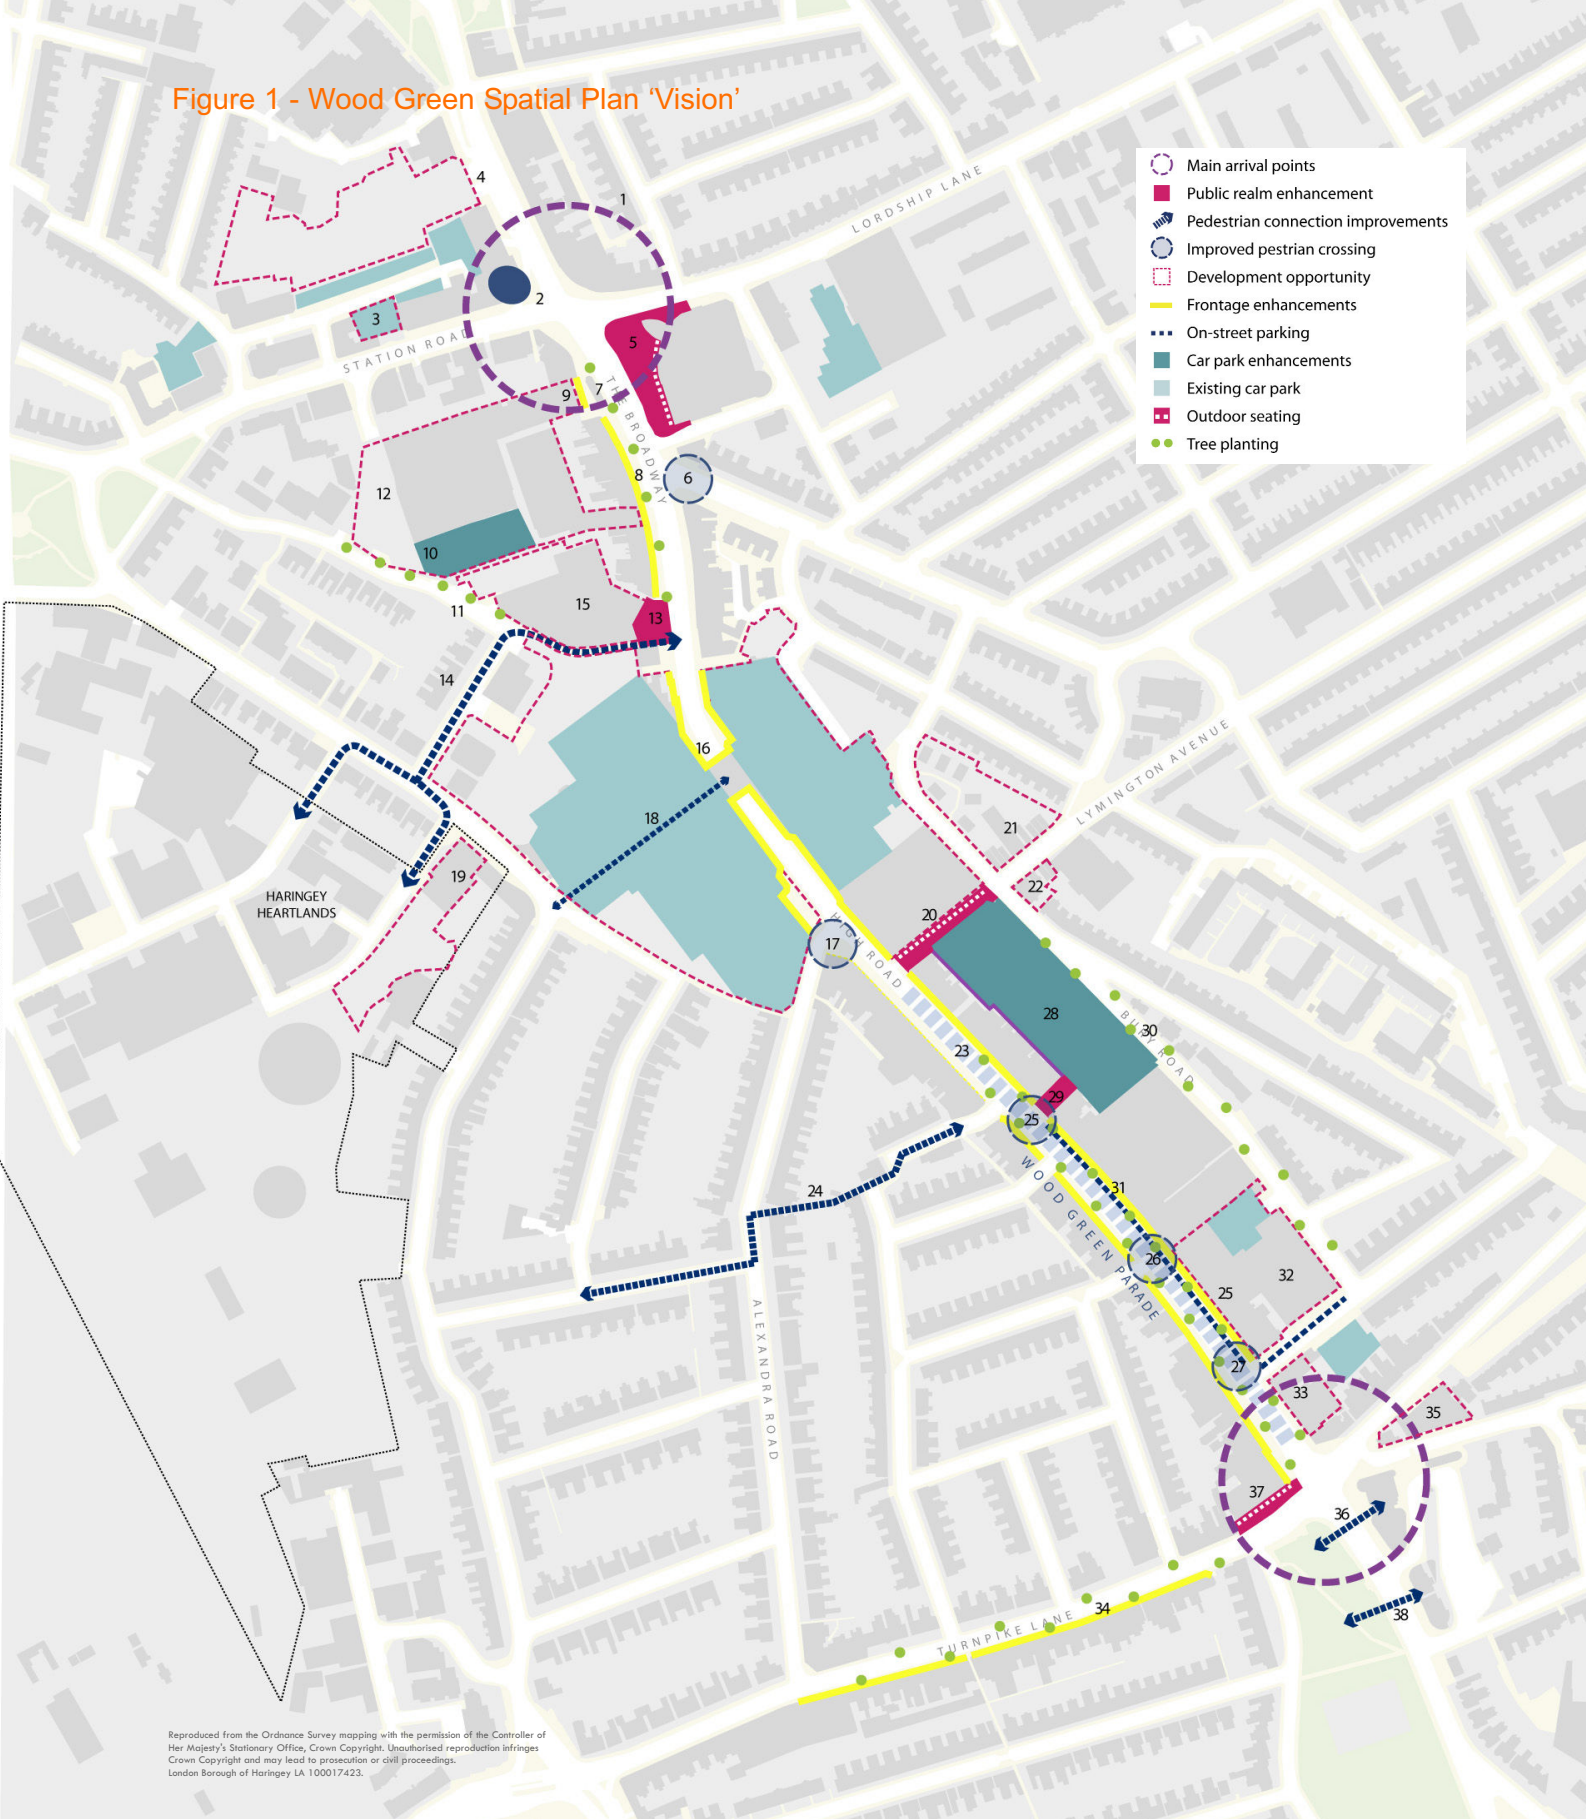 Figure 1 - Wood Green Spatial Plan ‘Vision’
Main arrival points
Public realm enhancement
Pedestrian connection improvements
Improved pestrian crossing
Development opportunity
Frontage enhancements
On-street parking
Car park enhancements
Existing car park
Outdoor seating
Tree planting
4
1
LORDSHIP LANE
2
3
5
STATION ROAD
9
7
THE BROADWAY
8
6
12
10
11
15
13
14
16
18
LYMINGTON AVENUE
21
19
22
HARINGEY
HEARTLANDS
20
17
HIGH ROAD
28
30
BURY ROAD
23
29
25
24
31
WOOD GREEN PARADE
26
32
25
27
ALEXANDRA ROAD
33
35
37
36
34
TURNPIKE LANE
38
Reproduced from the Ordnance Survey mapping with the permission of the Controller of
Her Majesty's Stationary Office, Crown Copyright. Unauthorised reproduction infringes
Crown Copyright and may lead to prosecution or civil proceedings.
London Borough of Haringey LA 100017423.